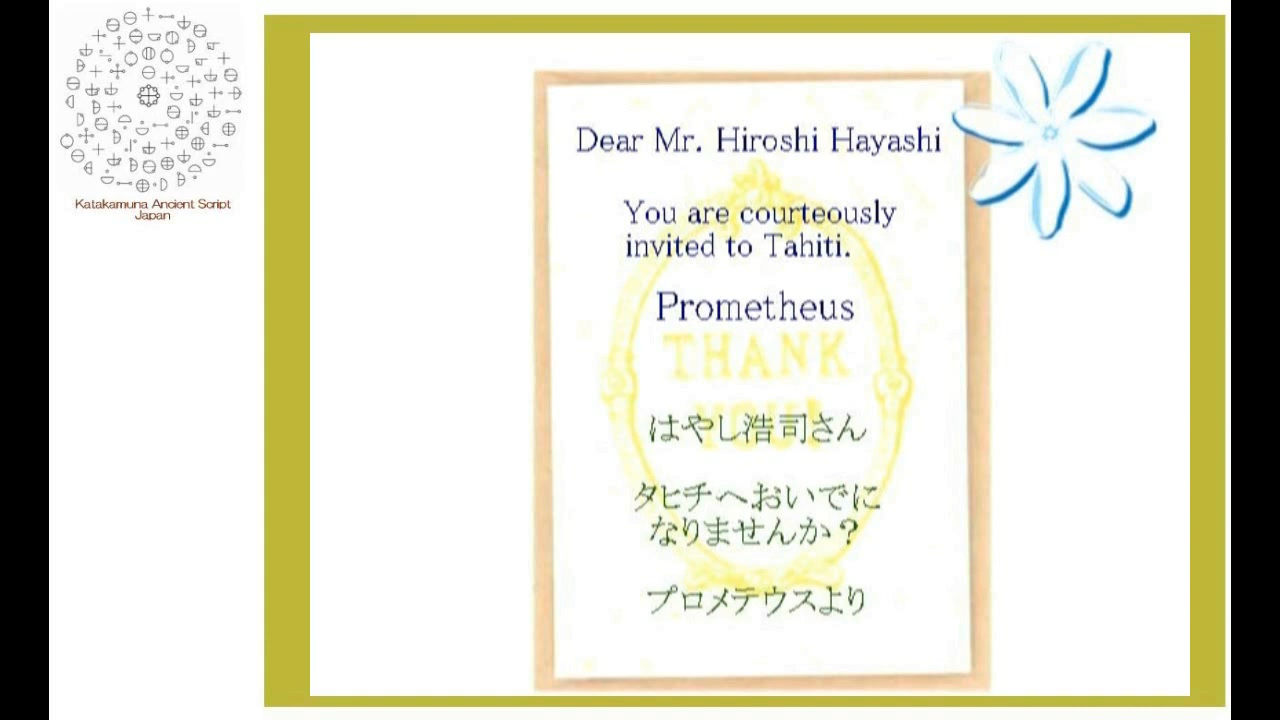 Katakamuna Ancient Script
Japan
Dear Mr. Hiroshi Hayashi
You are courteously
invited to Tahiti.
Prometheus
THANK
YOU!
はやし浩司さん
タヒチへおいでに
なりませんか？
プロメテウスより